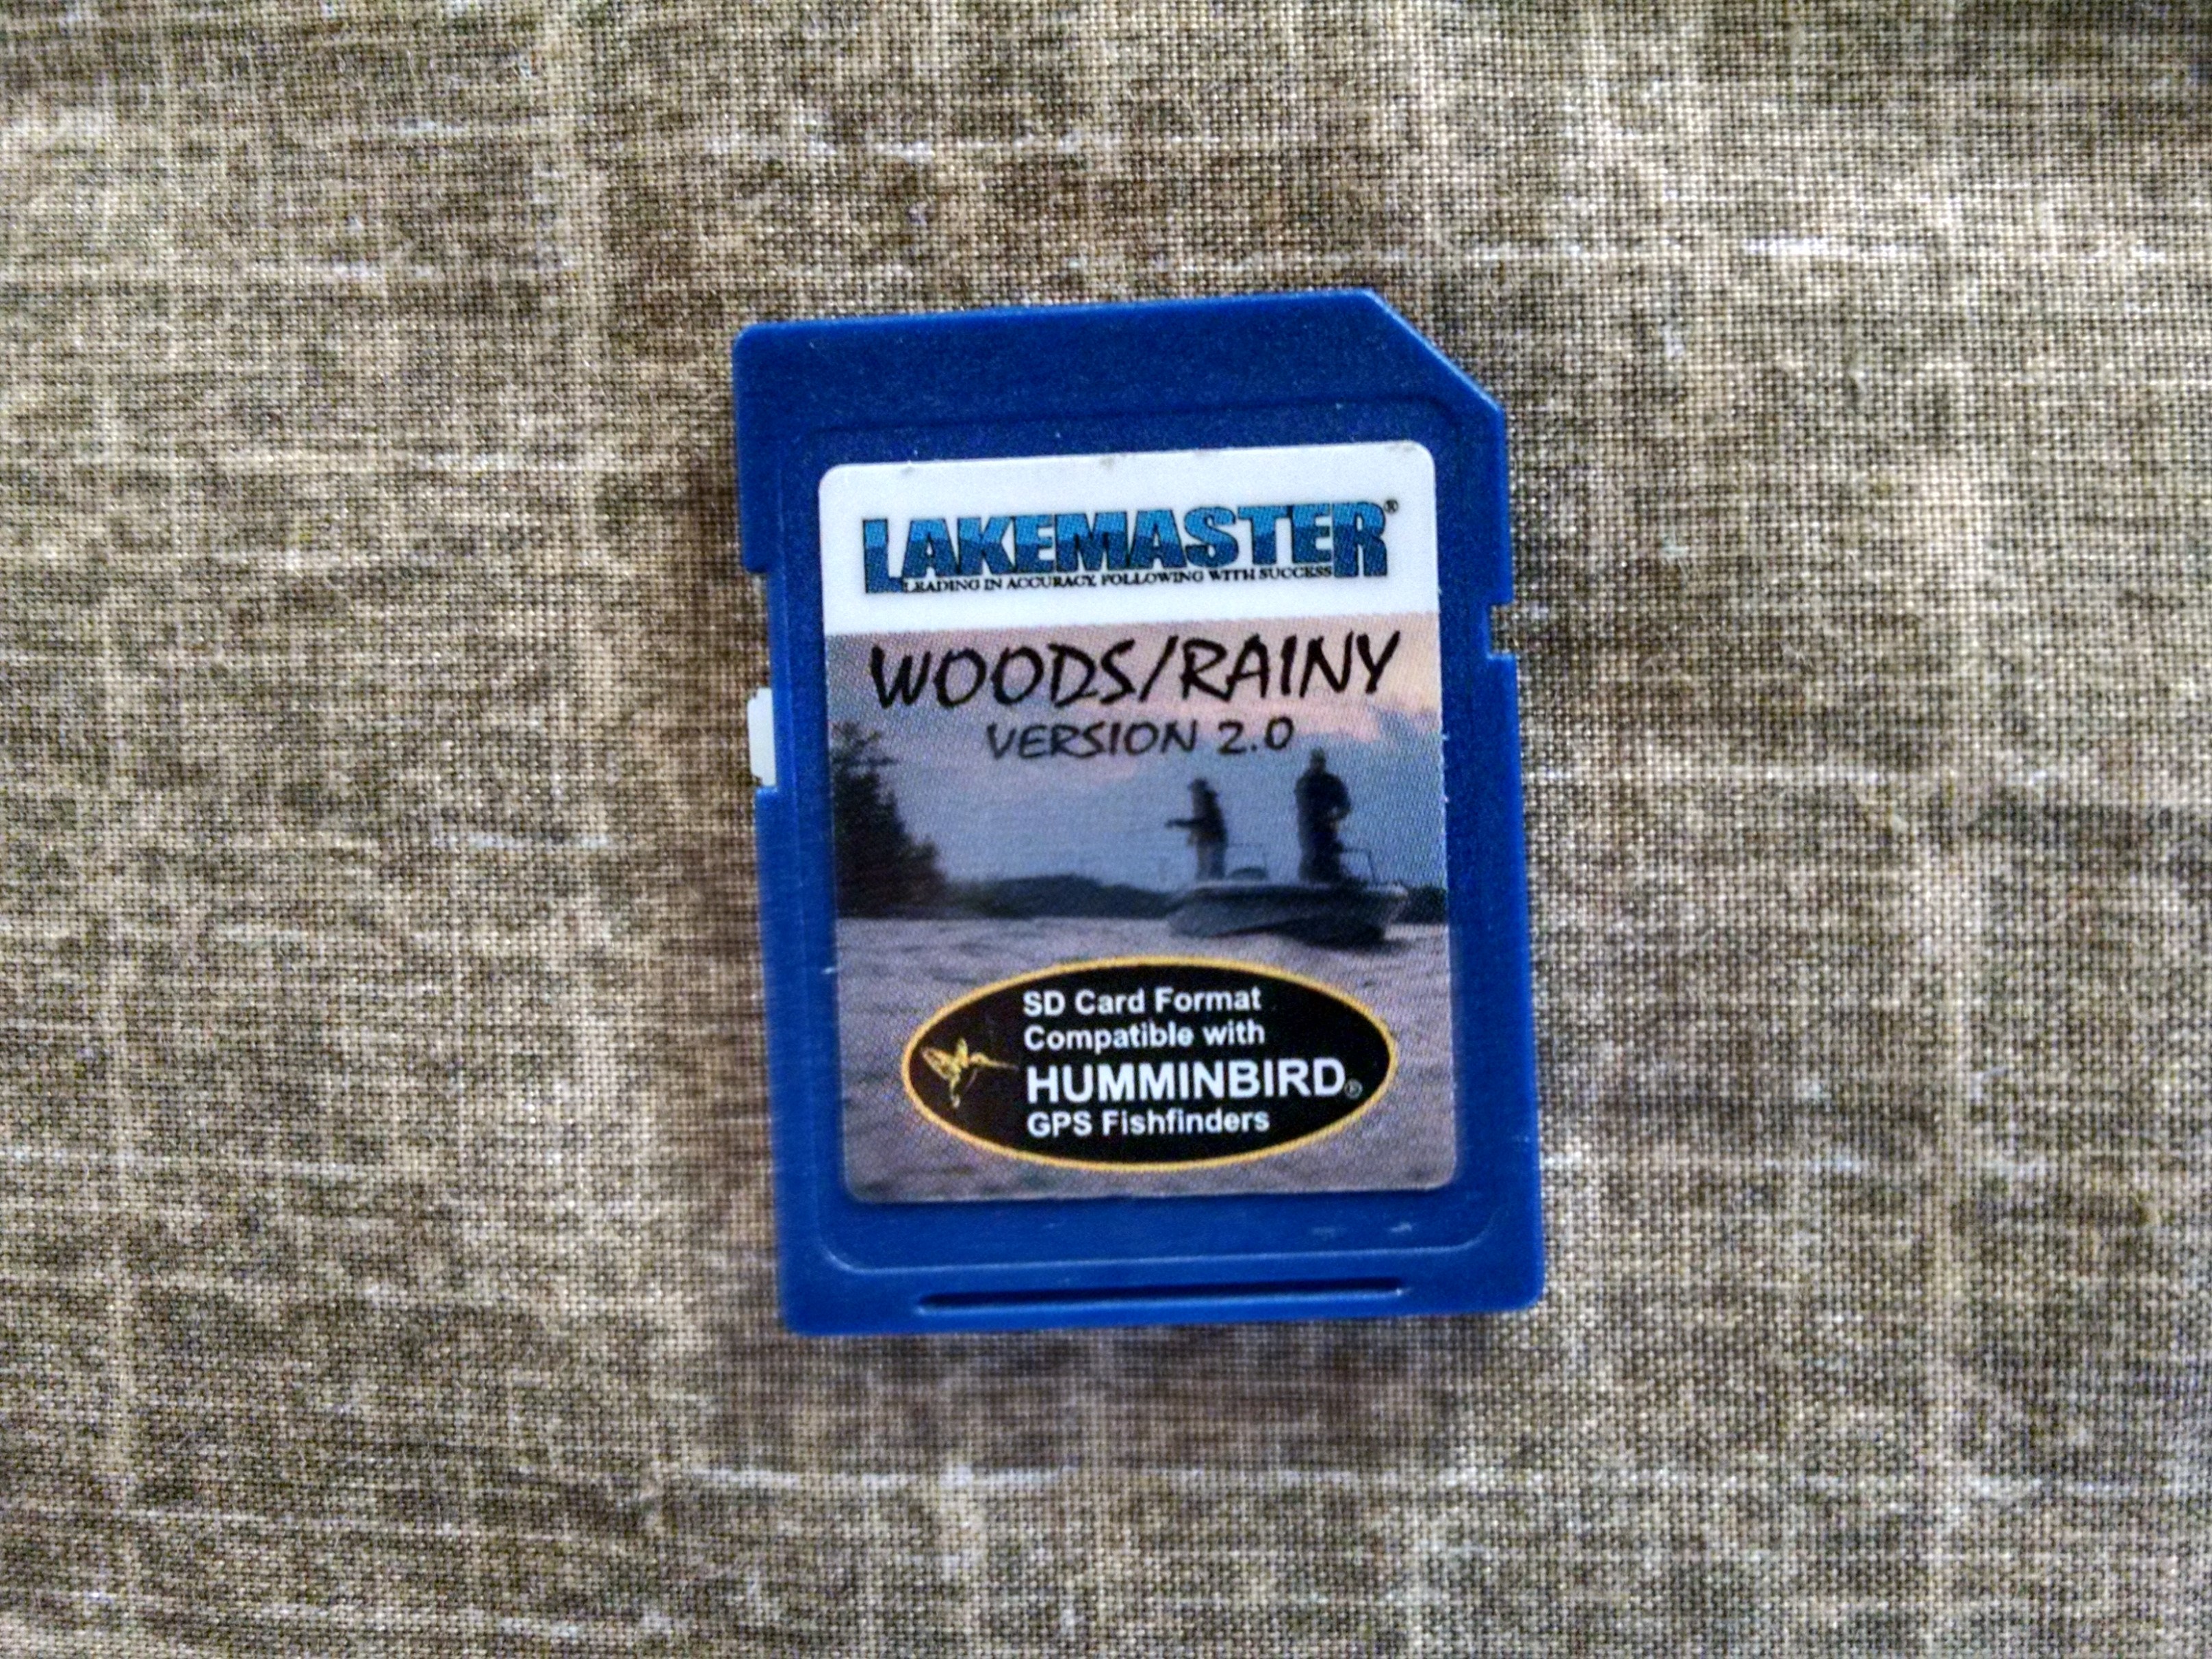 LAKEMASTER®
LEADING IN ACCURACY, FOLLOWING WITH SUCCESS
WOODS/RAINY
VERSION 2.0
SD Card Format
Compatible with
HUMMINBIRD®
GPS Fishfinders